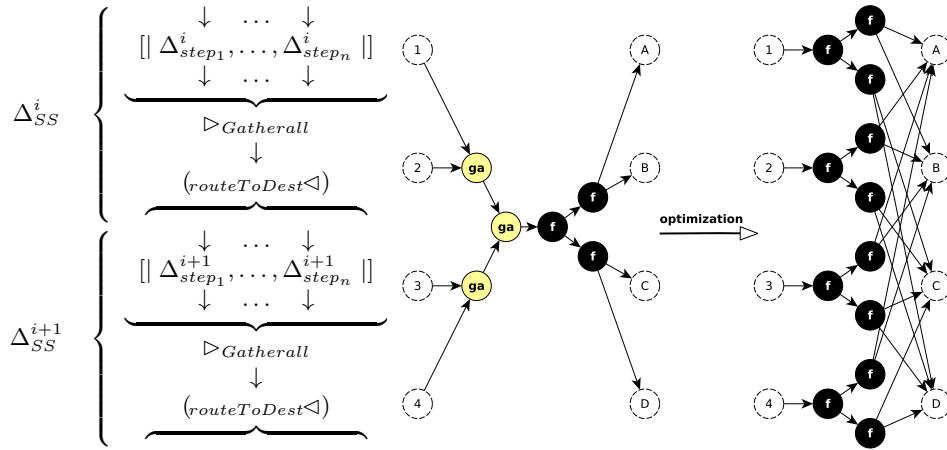 ↓ ... ↓
[| Δ^i_{step_1}, ..., Δ^i_{step_n} |]
↓ ... ↓
Δ^i_{SS}
▷_{Gatherall}
↓
(_{routeToDest}◁)
↓ ... ↓
[| Δ^{i+1}_{step_1}, ..., Δ^{i+1}_{step_n} |]
↓ ... ↓
Δ^{i+1}_{SS}
▷_{Gatherall}
↓
(_{routeToDest}◁)
1
2
3
4
ga
ga
ga
f
f
f
A
B
C
D
optimization
1
2
3
4
f
f
f
f
f
f
f
f
f
f
f
f
A
B
C
D